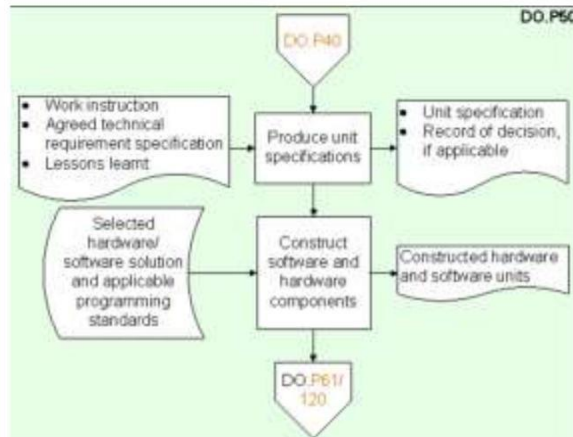 DO.P50
DO.P40
● Work instruction
● Agreed technical
requirement specification
● Lessons learnt
Produce unit
specifications
● Unit specification
● Record of decision,
if applicable
Selected
hardware/
software solution
and applicable
programming
standards
Construct
software and
hardware
components
Constructed hardware
and software units
DO.P61/
120